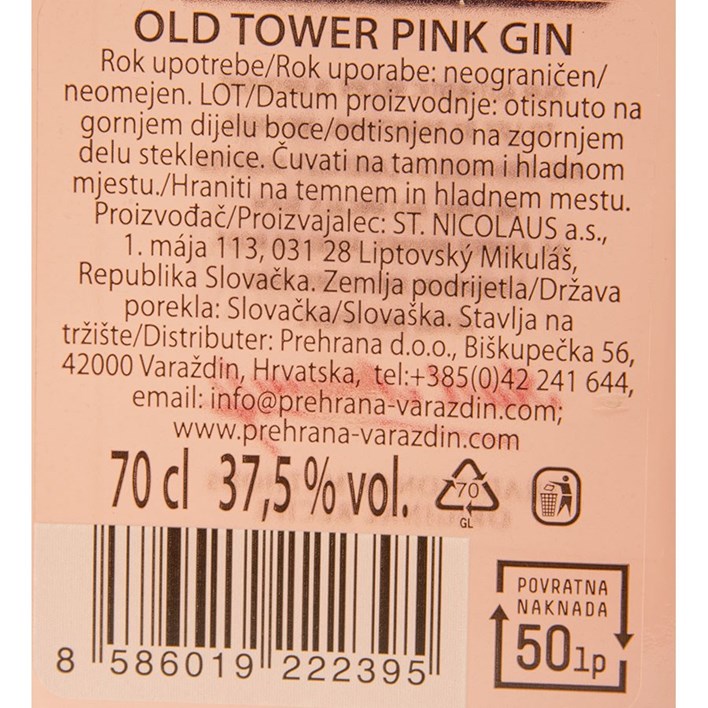 OLD TOWER PINK GIN
Rok upotrebe/Rok uporabe: neograničen/
neomejen. LOT/Datum proizvodnje: otisnuto na
gornjem dijelu boce/odtisnjeno na zgornjem
delu steklenice. Čuvati na tamnom i hladnom
mjestu./Hraniti na temnem in hladnem mestu.
Proizvođač/Proizvajalec: ST. NICOLAUS a.s.,
1. mája 113, 031 28 Liptovský Mikuláš,
Republika Slovačka. Zemlja podrijetla/Država
porekla: Slovačka/Slovaška. Stavlja na
tržište/Distributer: Prehrana d.o.o., Biškupečka 56,
42000 Varaždin, Hrvatska, tel:+385(0)42 241 644,
email: info@prehrana-varazdin.com;
www.prehrana-varazdin.com
70 cl 37,5 % vol.
70
GL
POVRATNA
NAKNADA
50lp
8 586019 222395